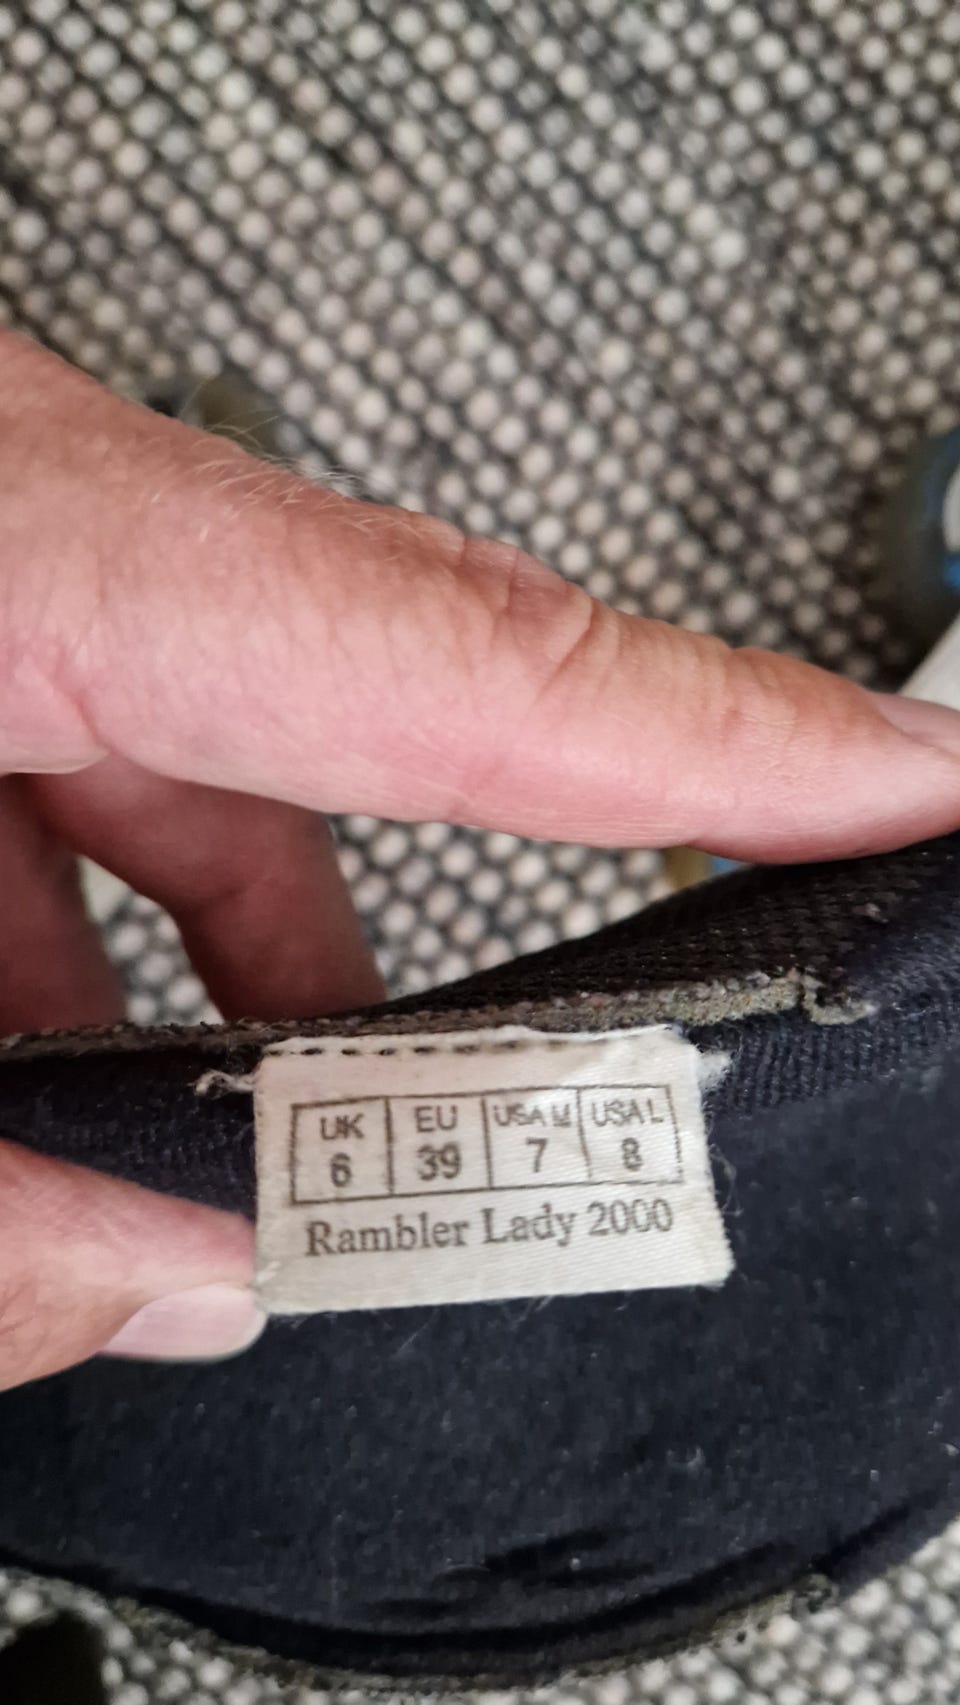 UK EU USA M USA L
6 39 7 8
Rambler Lady 2000